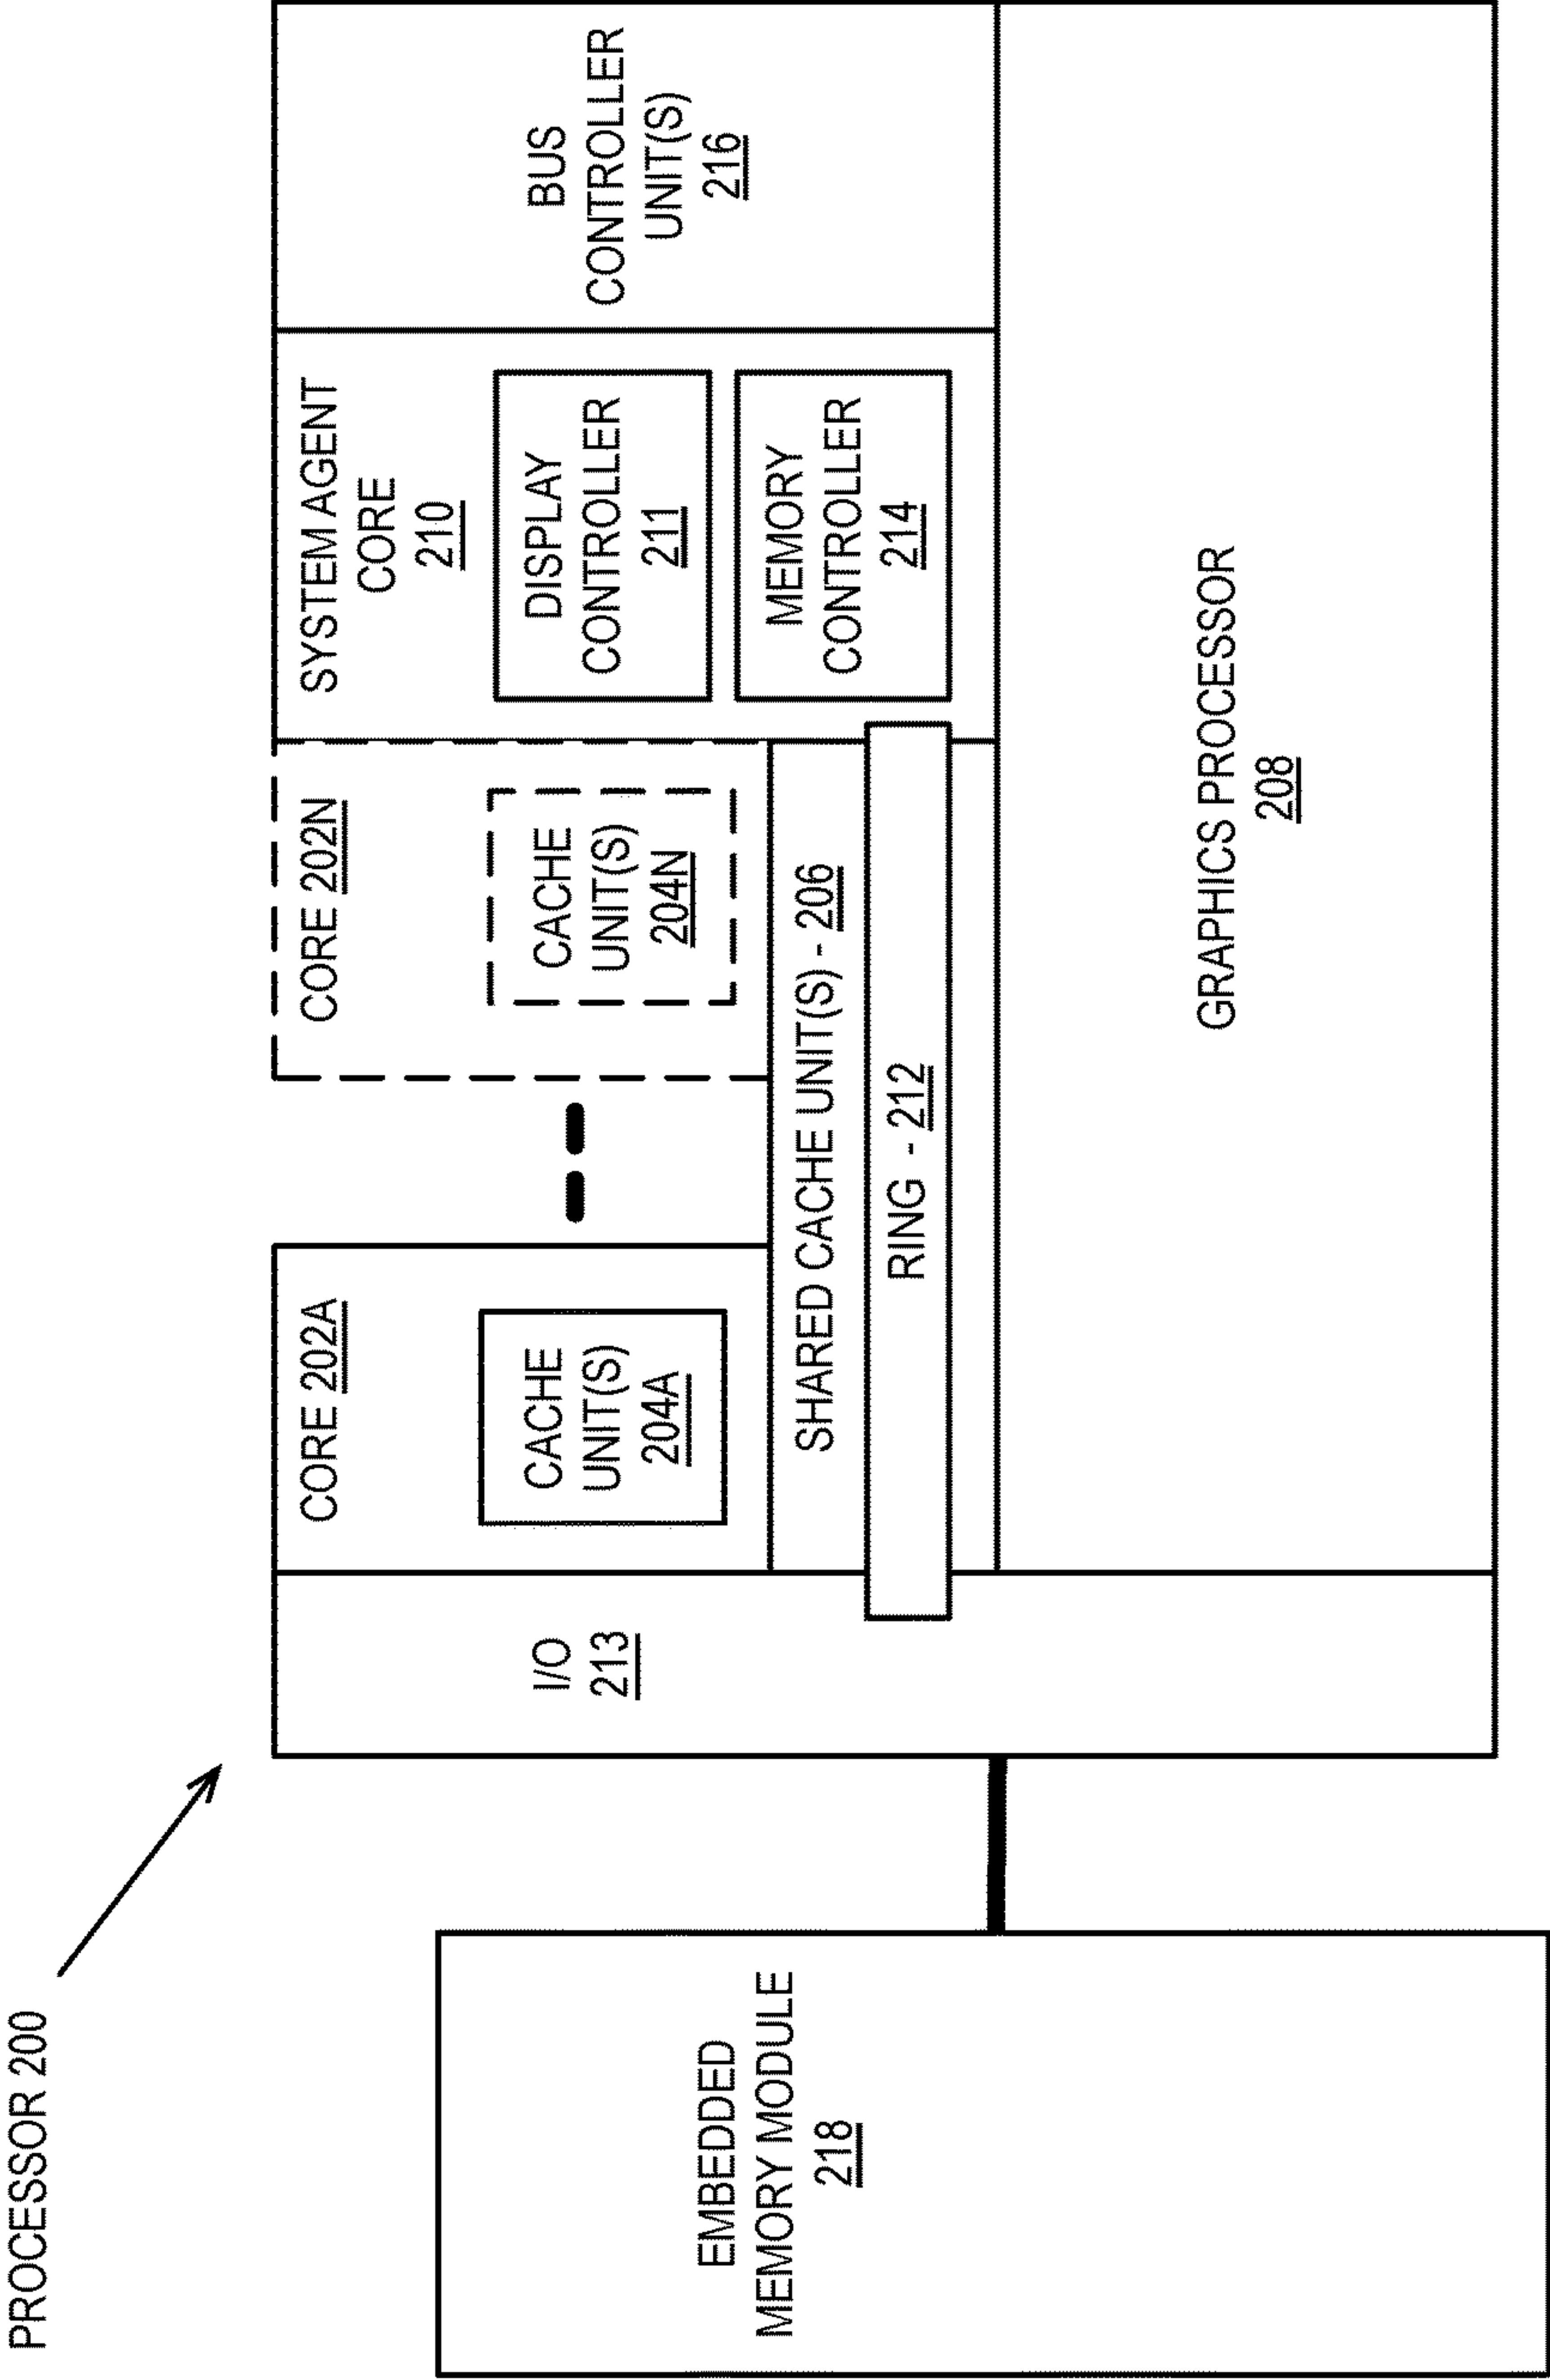 PROCESSOR 200
EMBEDDED
MEMORY MODULE
218
I/O
213
CORE 202A
CACHE
UNIT(S)
204A
CORE 202N
CACHE
UNIT(S)
204N
SHARED CACHE UNIT(S) - 206
RING - 212
SYSTEM AGENT
CORE
210
DISPLAY
CONTROLLER
211
MEMORY
CONTROLLER
214
BUS
CONTROLLER
UNIT(S)
216
GRAPHICS PROCESSOR
208